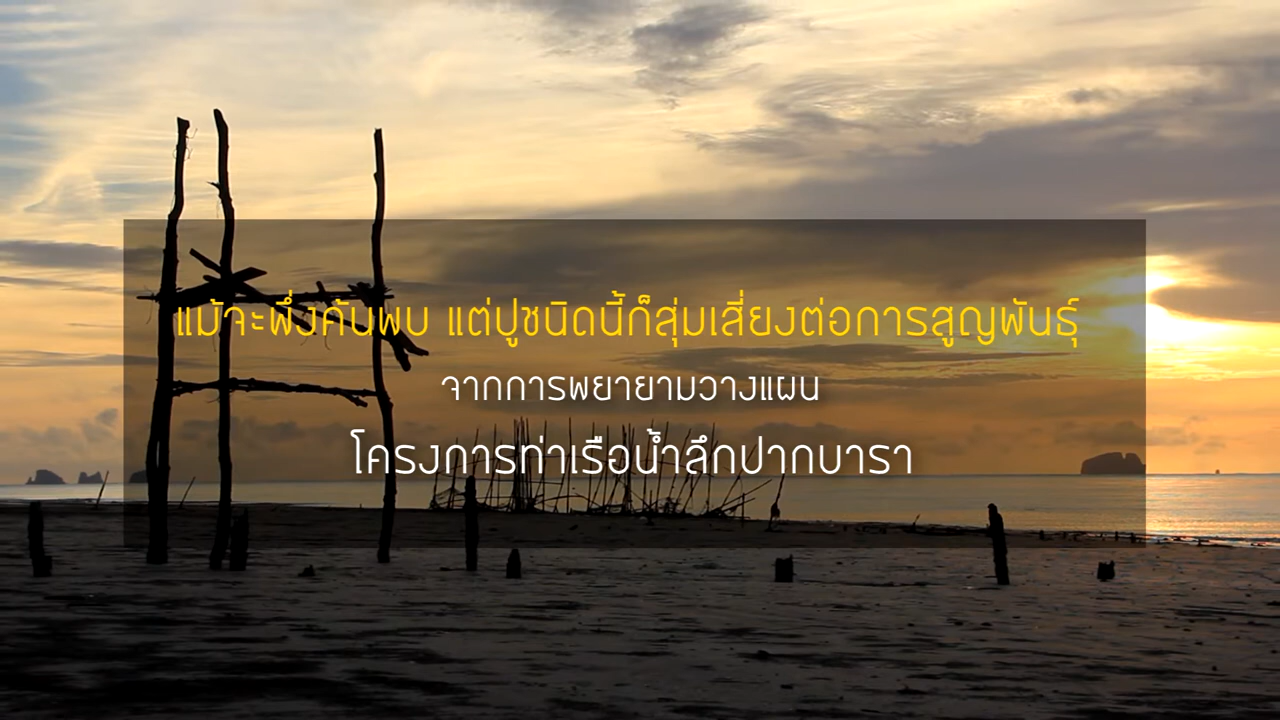 แม้จะพึ่งค้นพบ แต่ปูชนิดนี้ก็สุ่มเสี่ยงต่อการสูญพันธุ์
จากการพยายามวางแผน
โครงการท่าเรือน้ำลึกปากบารา